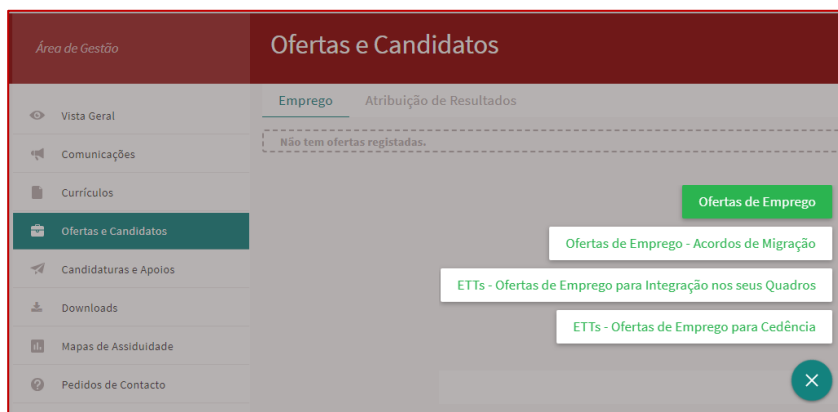 Área de Gestão
Ofertas e Candidatos
Vista Geral
Comunicações
Currículos
Ofertas e Candidatos
Candidaturas e Apoios
Downloads
Mapas de Assiduidade
Pedidos de Contacto
Emprego
Atribuição de Resultados
Não tem ofertas registadas.
Ofertas de Emprego
Ofertas de Emprego - Acordos de Migração
ETTs - Ofertas de Emprego para Integração nos seus Quadros
ETTs - Ofertas de Emprego para Cedência